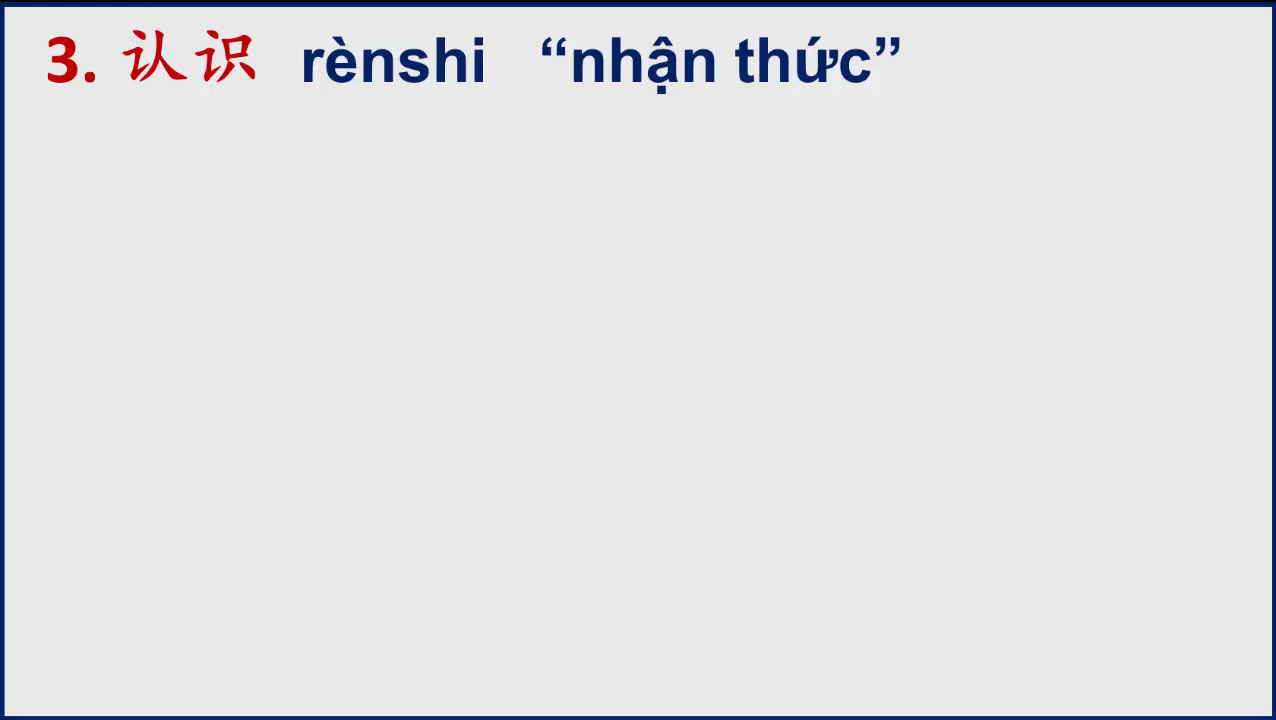 3. 认识 rènshi “nhận thức”